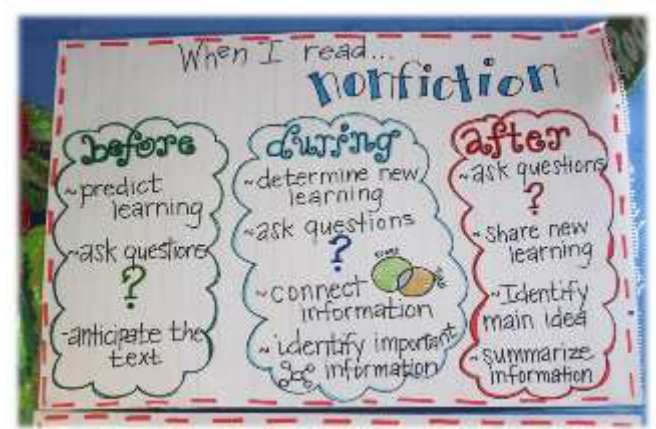 When I read...
nonfiction
before
~predict
learning
~ask questions
?
~anticipate the
text
during
~determine new
learning
~ask questions
?
~connect
information
~identify important
information
after
~ask questions
?
~share new
learning
~Identify
main idea
~summarize
information